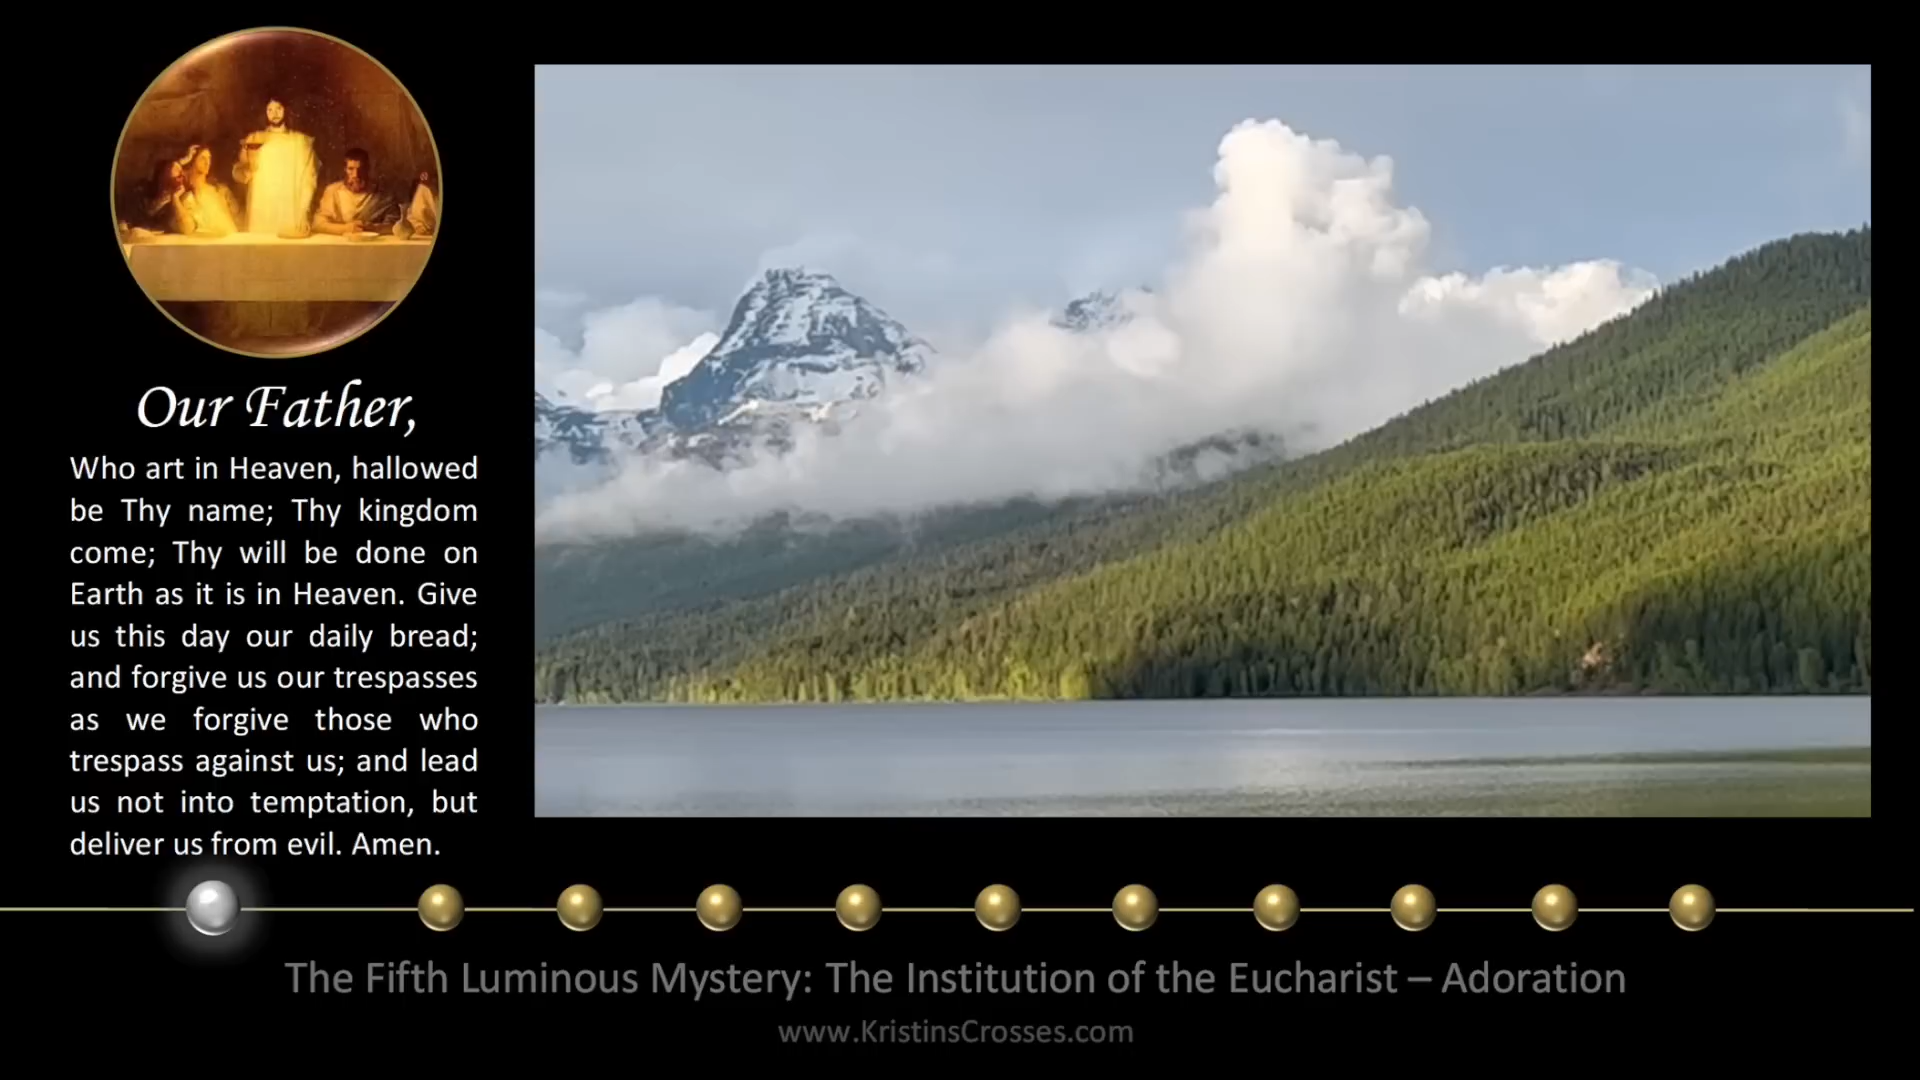 Our Father,
Who art in Heaven, hallowed
be Thy name; Thy kingdom
come; Thy will be done on
Earth as it is in Heaven. Give
us this day our daily bread;
and forgive us our trespasses
as we forgive those who
trespass against us; and lead
us not into temptation, but
deliver us from evil. Amen.
The Fifth Luminous Mystery: The Institution of the Eucharist – Adoration
www.KristinsCrosses.com